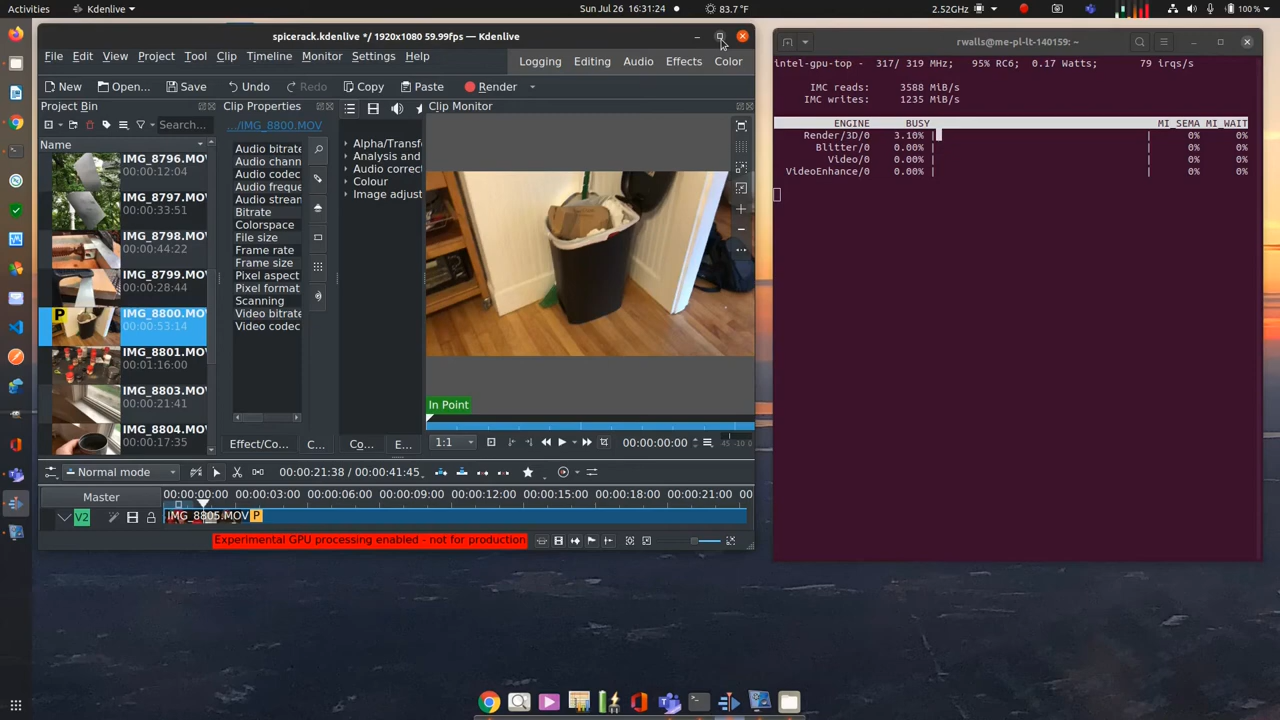 Activities
Kdenlive
Sun Jul 26 16:31:24
83.7 °F
2.52GHz
100 %
spicerack.kdenlive */ 1920x1080 59.99fps — Kdenlive
File Edit View Project Tool Clip Timeline Monitor Settings Help
Logging Editing Audio Effects Color
New Open... Save Undo Redo Copy Paste Render
Project Bin
Clip Properties
Clip Monitor
Search...
Name
.../IMG_8800.MOV
IMG_8796.MOV
00:00:12:04
IMG_8797.MOV
00:00:33:51
IMG_8798.MOV
00:00:44:22
IMG_8799.MOV
00:00:28:44
P
IMG_8800.MOV
00:00:53:14
IMG_8801.MOV
00:01:16:00
IMG_8803.MOV
00:00:21:41
IMG_8804.MOV
00:00:17:35
Audio bitrate
Audio chann
Audio codec
Audio freque
Audio stream
Bitrate
Colorspace
File size
Frame rate
Frame size
Pixel aspect
Pixel format
Scanning
Video bitrate
Video codec
Alpha/Transf
Analysis and
Audio correct
Colour
Image adjust
In Point
Effect/Co...
C...
Co...
E...
1:1
00:00:00:00
45 -10 0
Normal mode
00:00:21:38 / 00:00:41:45
Master
00:00:00:00 00:00:03:00 00:00:06:00 00:00:09:00 00:00:12:00 00:00:15:00 00:00:18:00 00:00:21:00 00
V2
IMG_8805.MOV P
Experimental GPU processing enabled - not for production
rwalls@me-pl-lt-140159: ~
intel-gpu-top - 317/ 319 MHz; 95% RC6; 0.17 Watts; 79 irqs/s
IMC reads: 3588 MiB/s
IMC writes: 1235 MiB/s
ENGINE BUSY MI_SEMA MI_WAIT
Render/3D/0 3.10% | | 0% 0%
Blitter/0 0.00% | | 0% 0%
Video/0 0.00% | | 0% 0%
VideoEnhance/0 0.00% | | 0% 0%